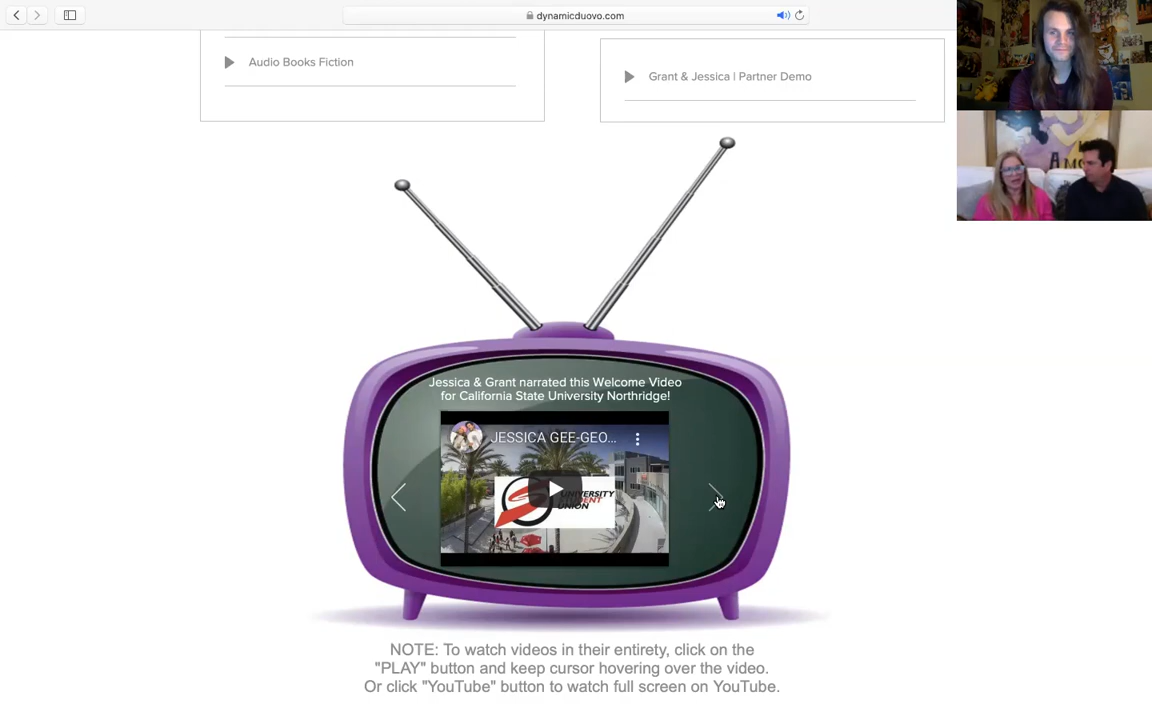 dynamicduovo.com
Audio Books Fiction
Grant & Jessica | Partner Demo
Jessica & Grant narrated this Welcome Video
for California State University Northridge!
JESSICA GEE-GEO...
UNIVERSITY
STUDENT
UNION
NOTE: To watch videos in their entirety, click on the
"PLAY" button and keep cursor hovering over the video.
Or click "YouTube" button to watch full screen on YouTube.